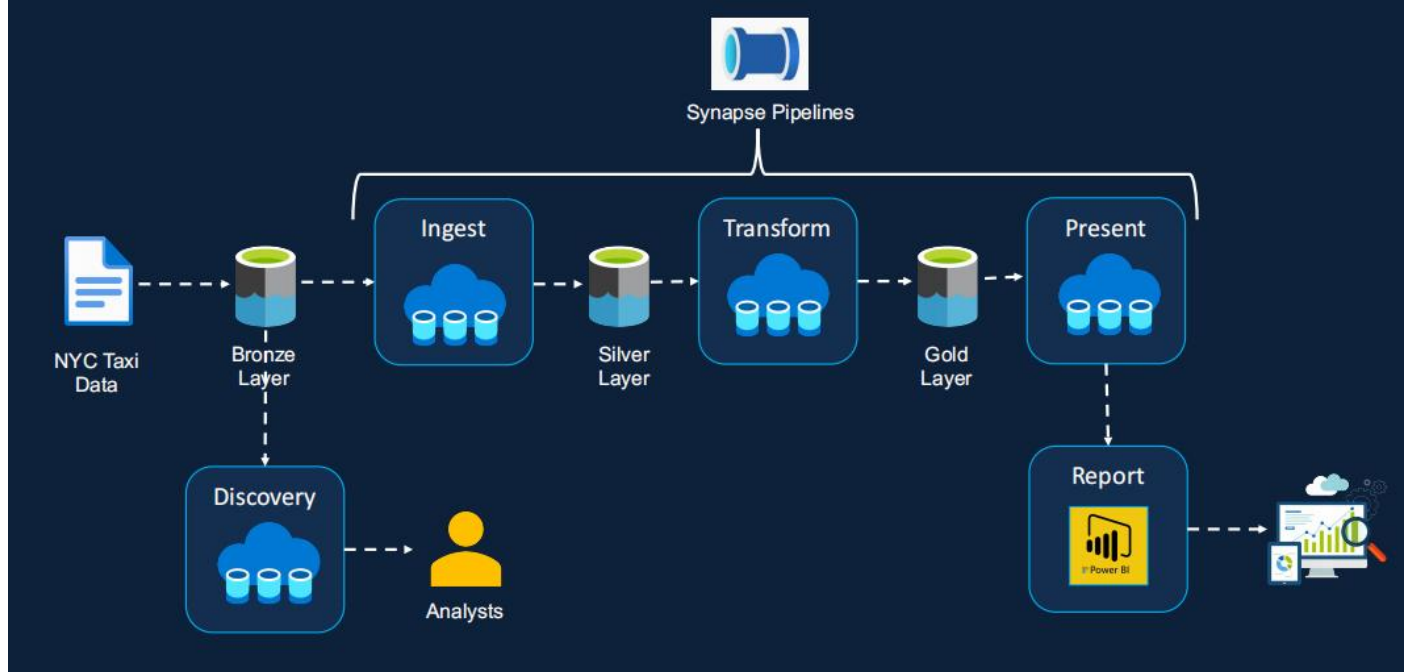 Synapse Pipelines
Ingest
Transform
Present
NYC Taxi
Data
Bronze
Layer
Silver
Layer
Gold
Layer
Discovery
Analysts
Report
Power BI